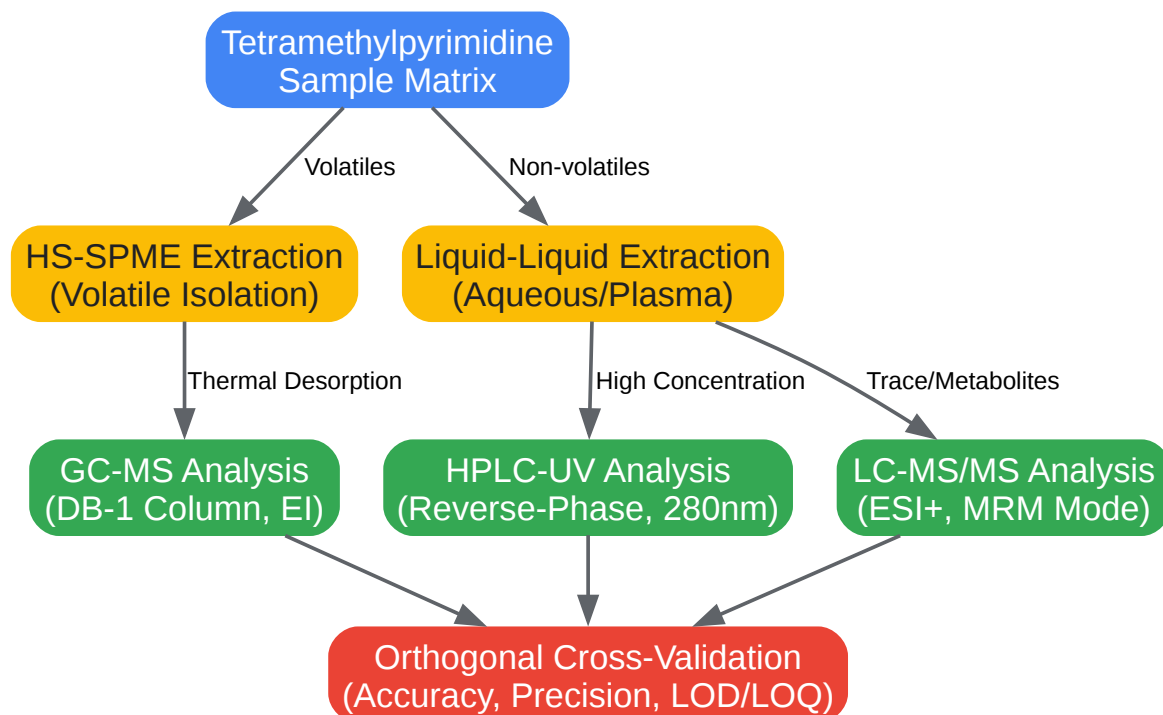 Tetramethylpyrimidine
Sample Matrix
Volatiles
Non-volatiles
HS-SPME Extraction
(Volatile Isolation)
Liquid-Liquid Extraction
(Aqueous/Plasma)
Thermal Desorption
High Concentration
Trace/Metabolites
GC-MS Analysis
(DB-1 Column, EI)
HPLC-UV Analysis
(Reverse-Phase, 280nm)
LC-MS/MS Analysis
(ESI+, MRM Mode)
Orthogonal Cross-Validation
(Accuracy, Precision, LOD/LOQ)